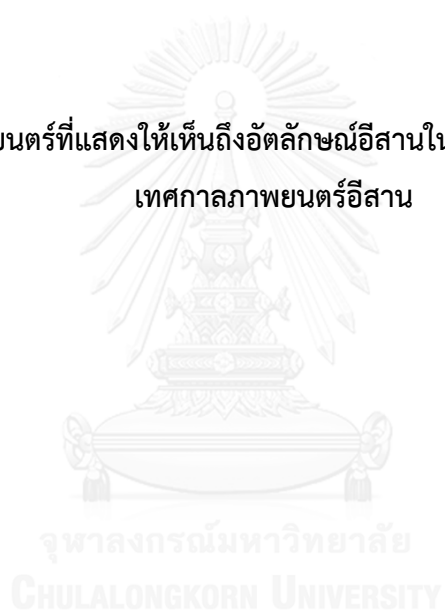 ยนตร์ที่แสดงให้เห็นถึงอัตลักษณ์อีสานใน
เทศกาลภาพยนตร์อีสาน
จุฬาลงกรณ์มหาวิทยาลัย
CHULALONGKORN UNIVERSITY